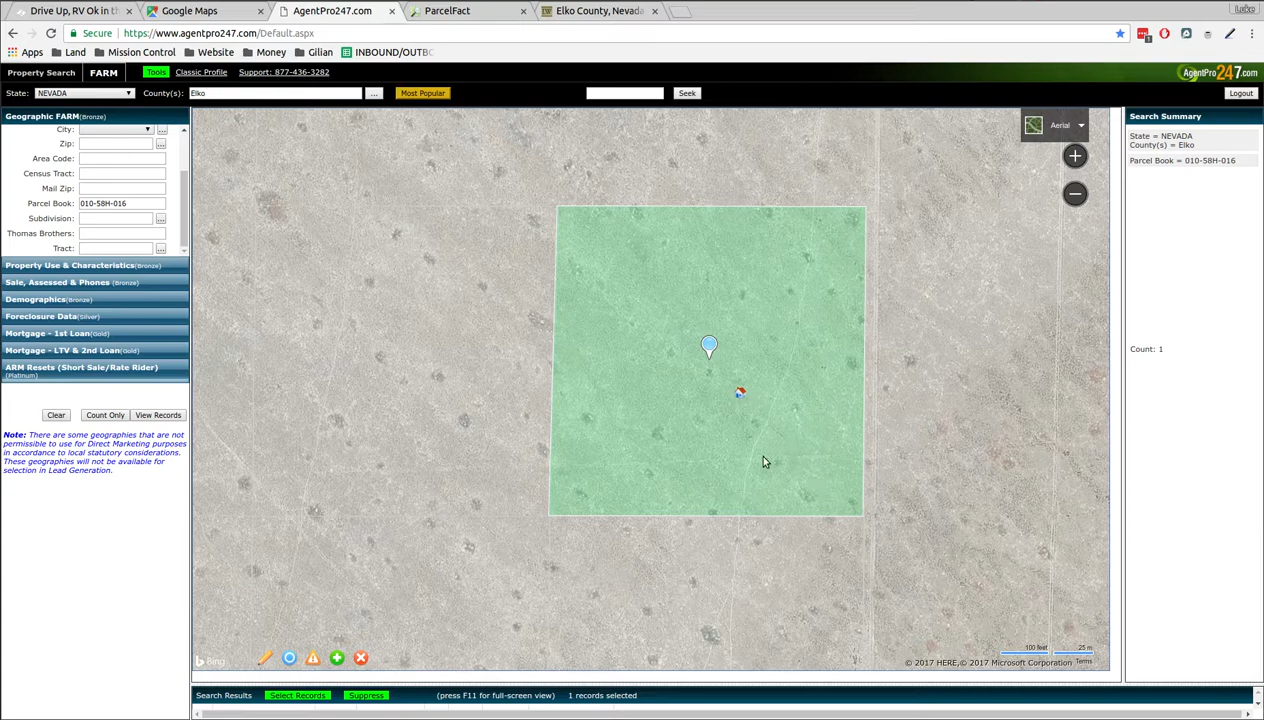 Drive Up, RV Ok in th
Google Maps
AgentPro247.com
ParcelFact
Elko County, Nevada
Secure
https://www.agentpro247.com/Default.aspx
Apps
Land
Mission Control
Website
Money
Gilian
INBOUND/OUTBC
Property Search
FARM
Tools
Classic Profile
Support: 877-436-3282
AgentPro247.com
State:
NEVADA
County(s):
Elko
...
Most Popular
Seek
Logout
Geographic FARM(Bronze)
City:
Zip:
Area Code:
Census Tract:
Mail Zip:
Parcel Book:
010-58H-016
Subdivision:
Thomas Brothers:
Tract:
Property Use & Characteristics(Bronze)
Sale, Assessed & Phones (Bronze)
Demographics(Bronze)
Foreclosure Data(Silver)
Mortgage - 1st Loan(Gold)
Mortgage - LTV & 2nd Loan(Gold)
ARM Resets (Short Sale/Rate Rider)
(Platinum)
Clear
Count Only
View Records
Note: There are some geographies that are not
permissible to use for Direct Marketing purposes
in accordance to local statutory considerations.
These geographies will not be available for
selection in Lead Generation.
Aerial
Bing
100 feet
25 m
© 2017 HERE,© 2017 Microsoft Corporation
Terms
Search Summary
State = NEVADA
County(s) = Elko
Parcel Book = 010-58H-016
Count: 1
Search Results
Select Records
Suppress
(press F11 for full-screen view)
1 records selected